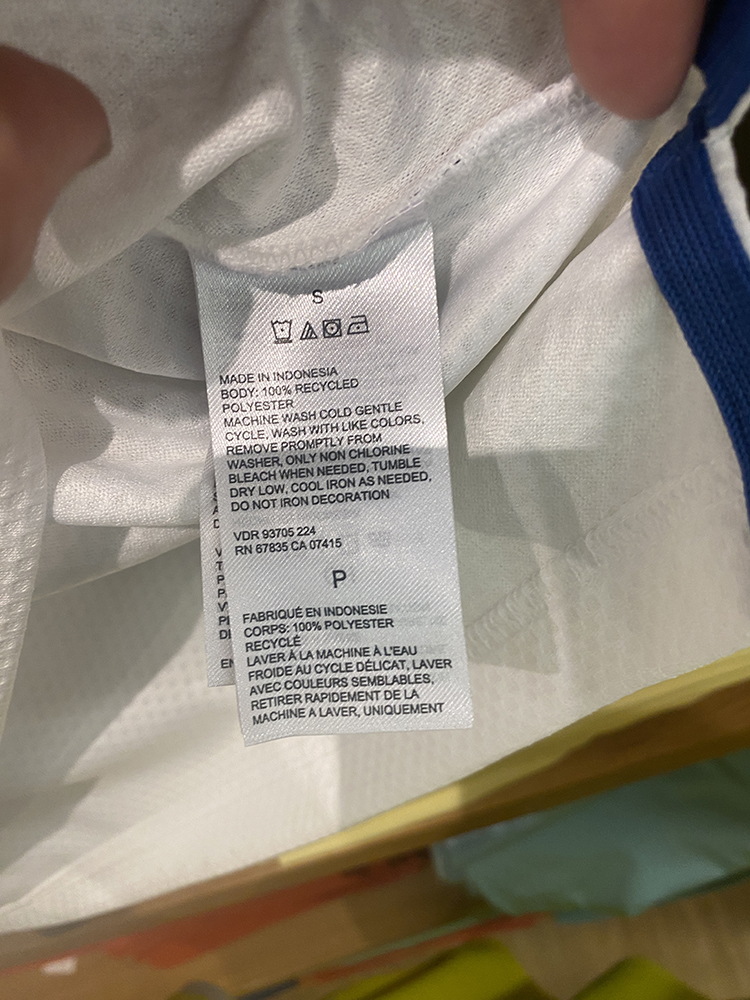 S
MADE IN INDONESIA
BODY: 100% RECYCLED
POLYESTER
MACHINE WASH COLD GENTLE
CYCLE, WASH WITH LIKE COLORS,
REMOVE PROMPTLY FROM
WASHER, ONLY NON CHLORINE
BLEACH WHEN NEEDED, TUMBLE
DRY LOW, COOL IRON AS NEEDED,
DO NOT IRON DECORATION
VDR 93705 224
RN 67835 CA 07415
P
FABRIQUÉ EN INDONESIE
CORPS: 100% POLYESTER
RECYCLÉ
LAVER À LA MACHINE À L'EAU
FROIDE AU CYCLE DÉLICAT, LAVER
AVEC COULEURS SEMBLABLES,
RETIRER RAPIDEMENT DE LA
MACHINE A LAVER, UNIQUEMENT